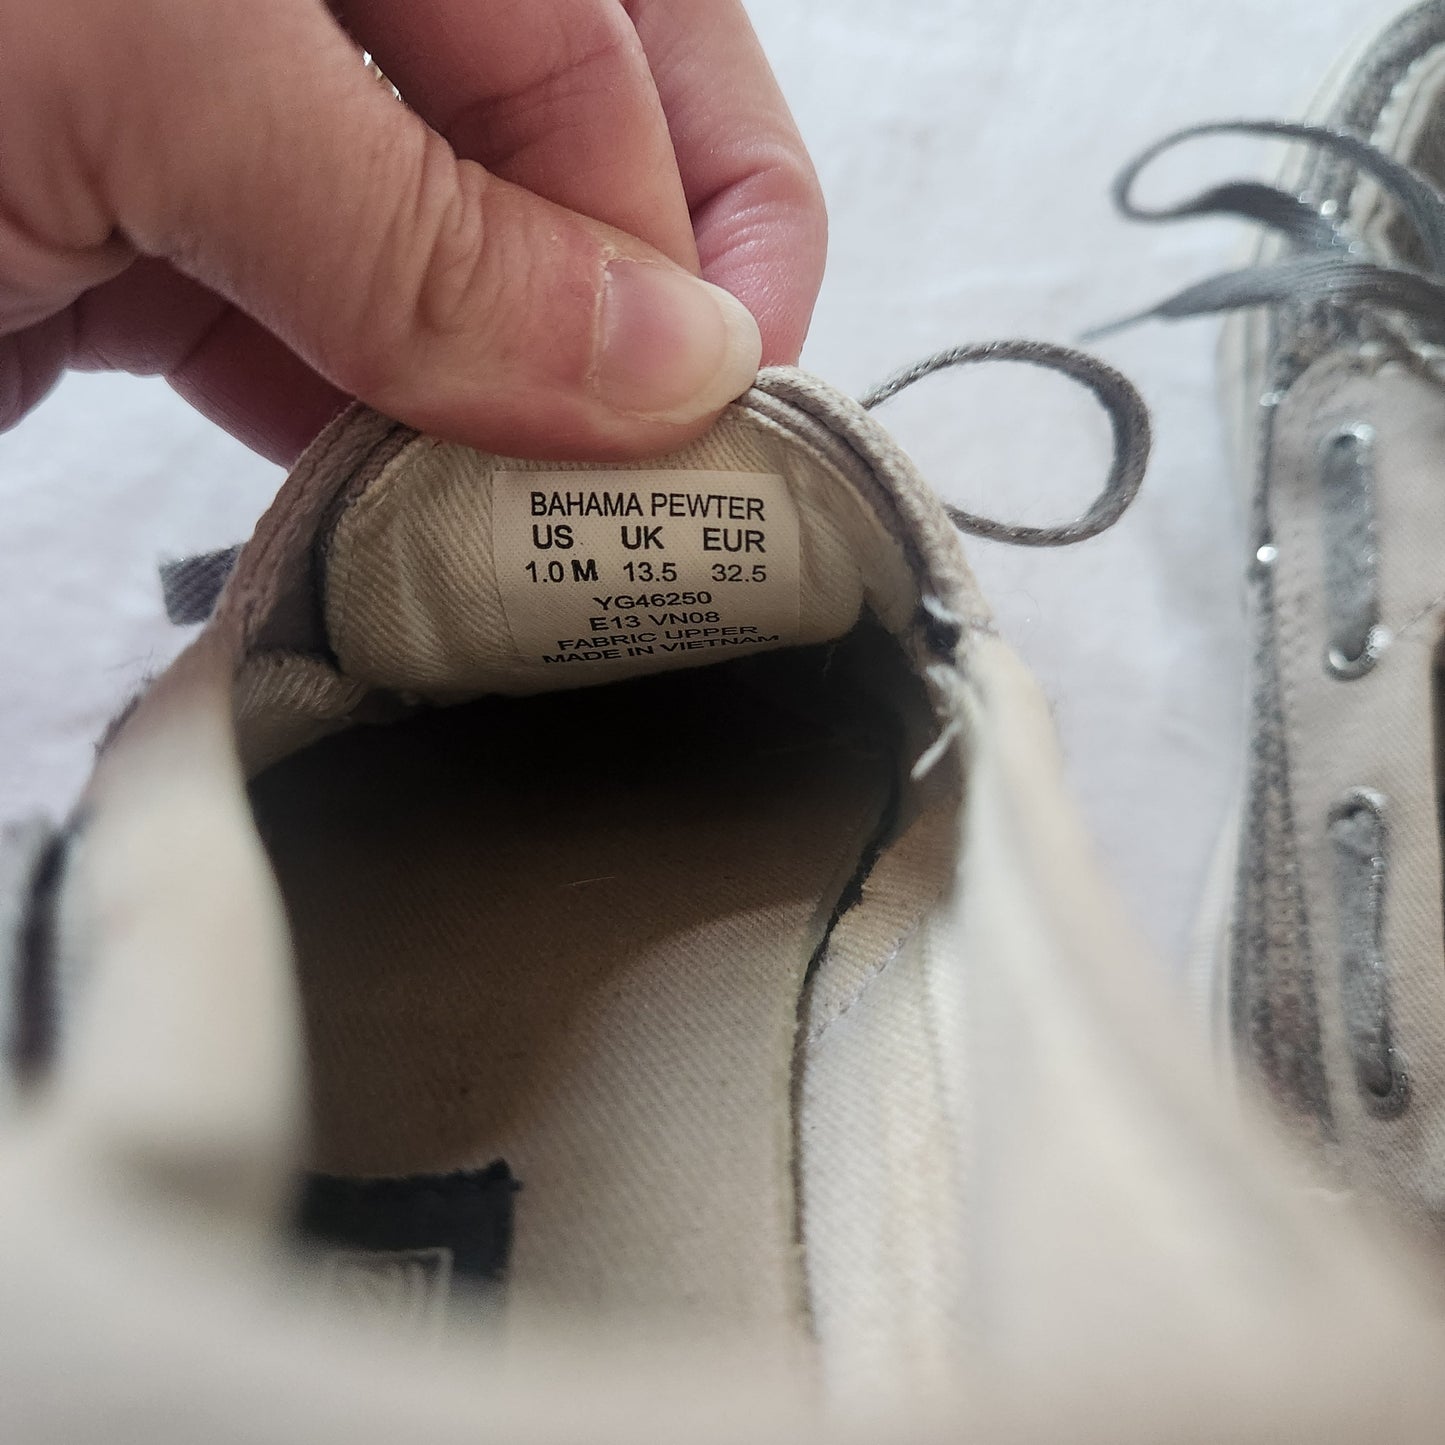 BAHAMA PEWTER
US UK EUR
1.0 M 13.5 32.5
YG46250
E13 VN08
FABRIC UPPER
MADE IN VIETNAM